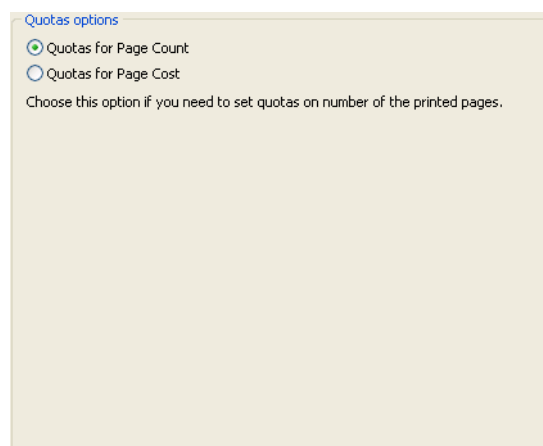 Quotas options
Quotas for Page Count
Quotas for Page Cost
Choose this option if you need to set quotas on number of the printed pages.